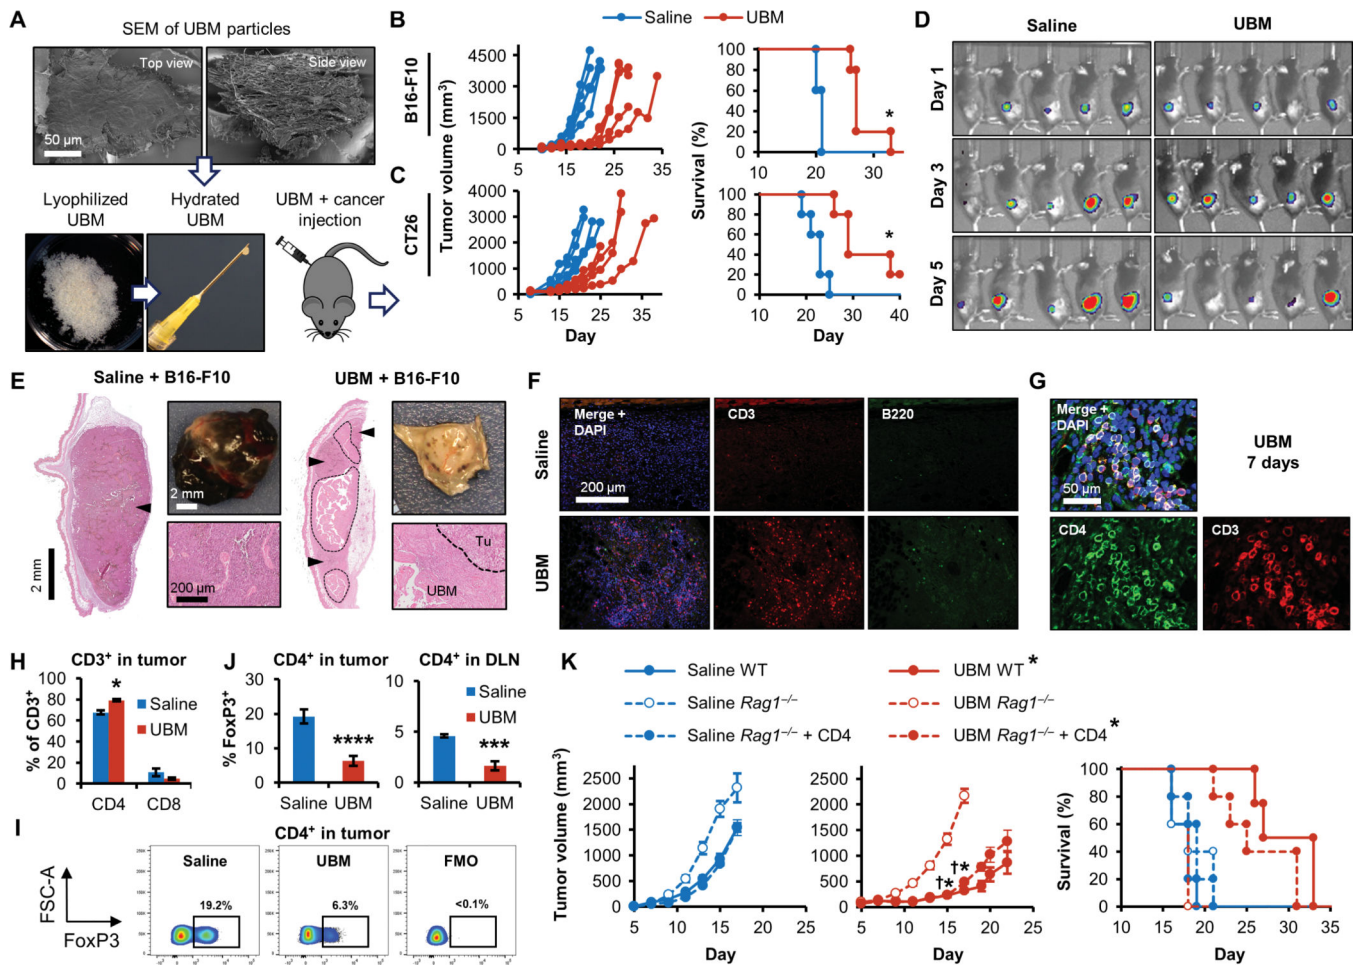 A
SEM of UBM particles
Top view
Side view
50 µm
Lyophilized
UBM
Hydrated
UBM
UBM + cancer
injection
B
Saline
UBM
B16-F10
Tumor volume (mm³)
4500
3000
1500
0
5
15
25
35
Survival (%)
100
80
60
40
20
0
10
20
30
*
C
CT26
4000
3000
2000
1000
0
5
15
25
35
Day
100
80
60
40
20
0
10
20
30
40
*
Day
D
Saline
UBM
Day 1
Day 3
Day 5
E
Saline + B16-F10
UBM + B16-F10
2 mm
2 mm
200 µm
Tu
UBM
F
Merge +
DAPI
CD3
B220
Saline
200 µm
UBM
G
Merge +
DAPI
50 µm
UBM
7 days
CD4
CD3
H
CD3⁺ in tumor
% of CD3⁺
100
80
60
40
20
0
*
Saline
UBM
CD4
CD8
J
CD4⁺ in tumor
CD4⁺ in DLN
% FoxP3⁺
30
20
10
0
****
Saline UBM
10
5
0
Saline
UBM
***
Saline UBM
I
CD4⁺ in tumor
Saline
UBM
FMO
FSC-A
FoxP3
19.2%
6.3%
<0.1%
K
Saline WT
UBM WT *
Saline Rag1⁻/⁻
UBM Rag1⁻/⁻
Saline Rag1⁻/⁻ + CD4
UBM Rag1⁻/⁻ + CD4 *
Tumor volume (mm³)
2500
2000
1500
1000
500
0
5
10
15
20
25
Day
2500
2000
1500
1000
500
0
†*
†*
5
10
15
20
25
Day
Survival (%)
100
80
60
40
20
0
10
15
20
25
30
35
Day